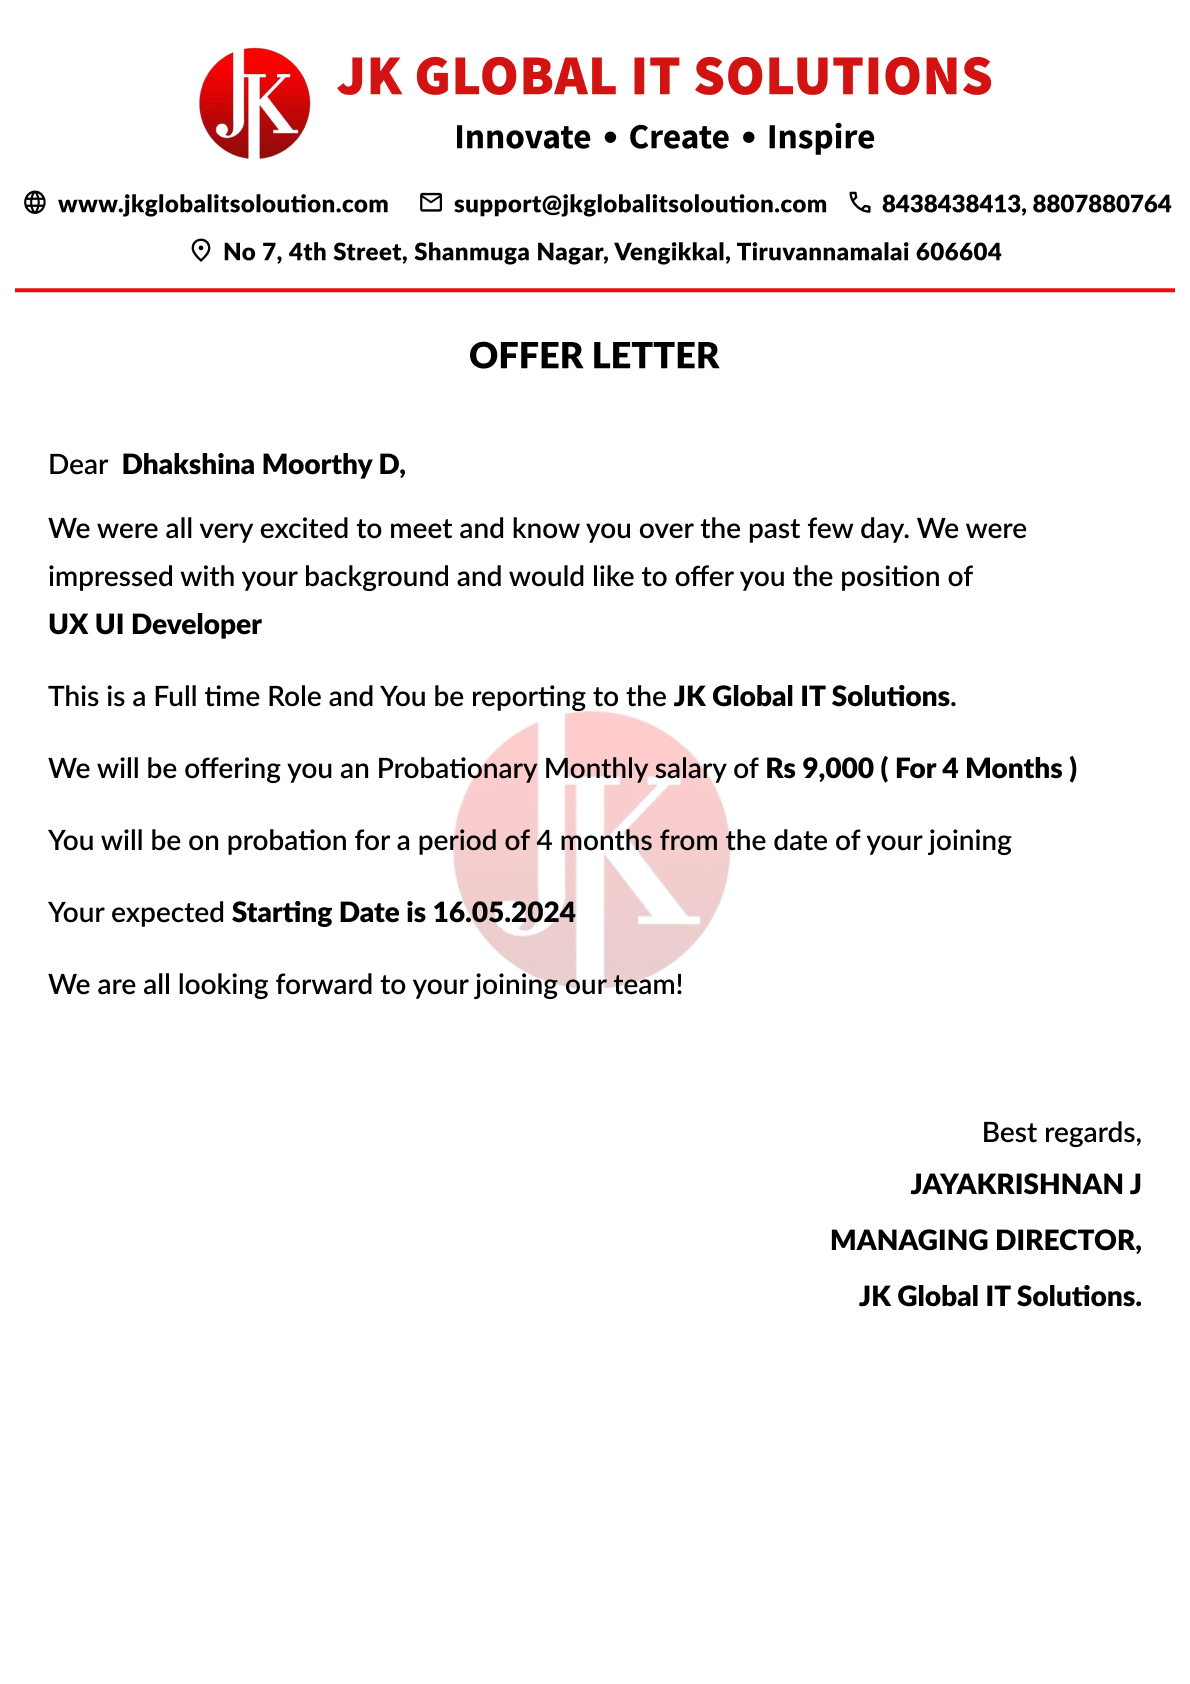 JK
JK GLOBAL IT SOLUTIONS
Innovate • Create • Inspire
www.jkglobalitsoloution.com support@jkglobalitsoloution.com 8438438413, 8807880764
No 7, 4th Street, Shanmuga Nagar, Vengikkal, Tiruvannamalai 606604
OFFER LETTER
Dear Dhakshina Moorthy D,
We were all very excited to meet and know you over the past few day. We were
impressed with your background and would like to offer you the position of
UX UI Developer
This is a Full time Role and You be reporting to the JK Global IT Solutions.
We will be offering you an Probationary Monthly salary of Rs 9,000 ( For 4 Months )
You will be on probation for a period of 4 months from the date of your joining
Your expected Starting Date is 16.05.2024
We are all looking forward to your joining our team!
JK
Best regards,
JAYAKRISHNAN J
MANAGING DIRECTOR,
JK Global IT Solutions.